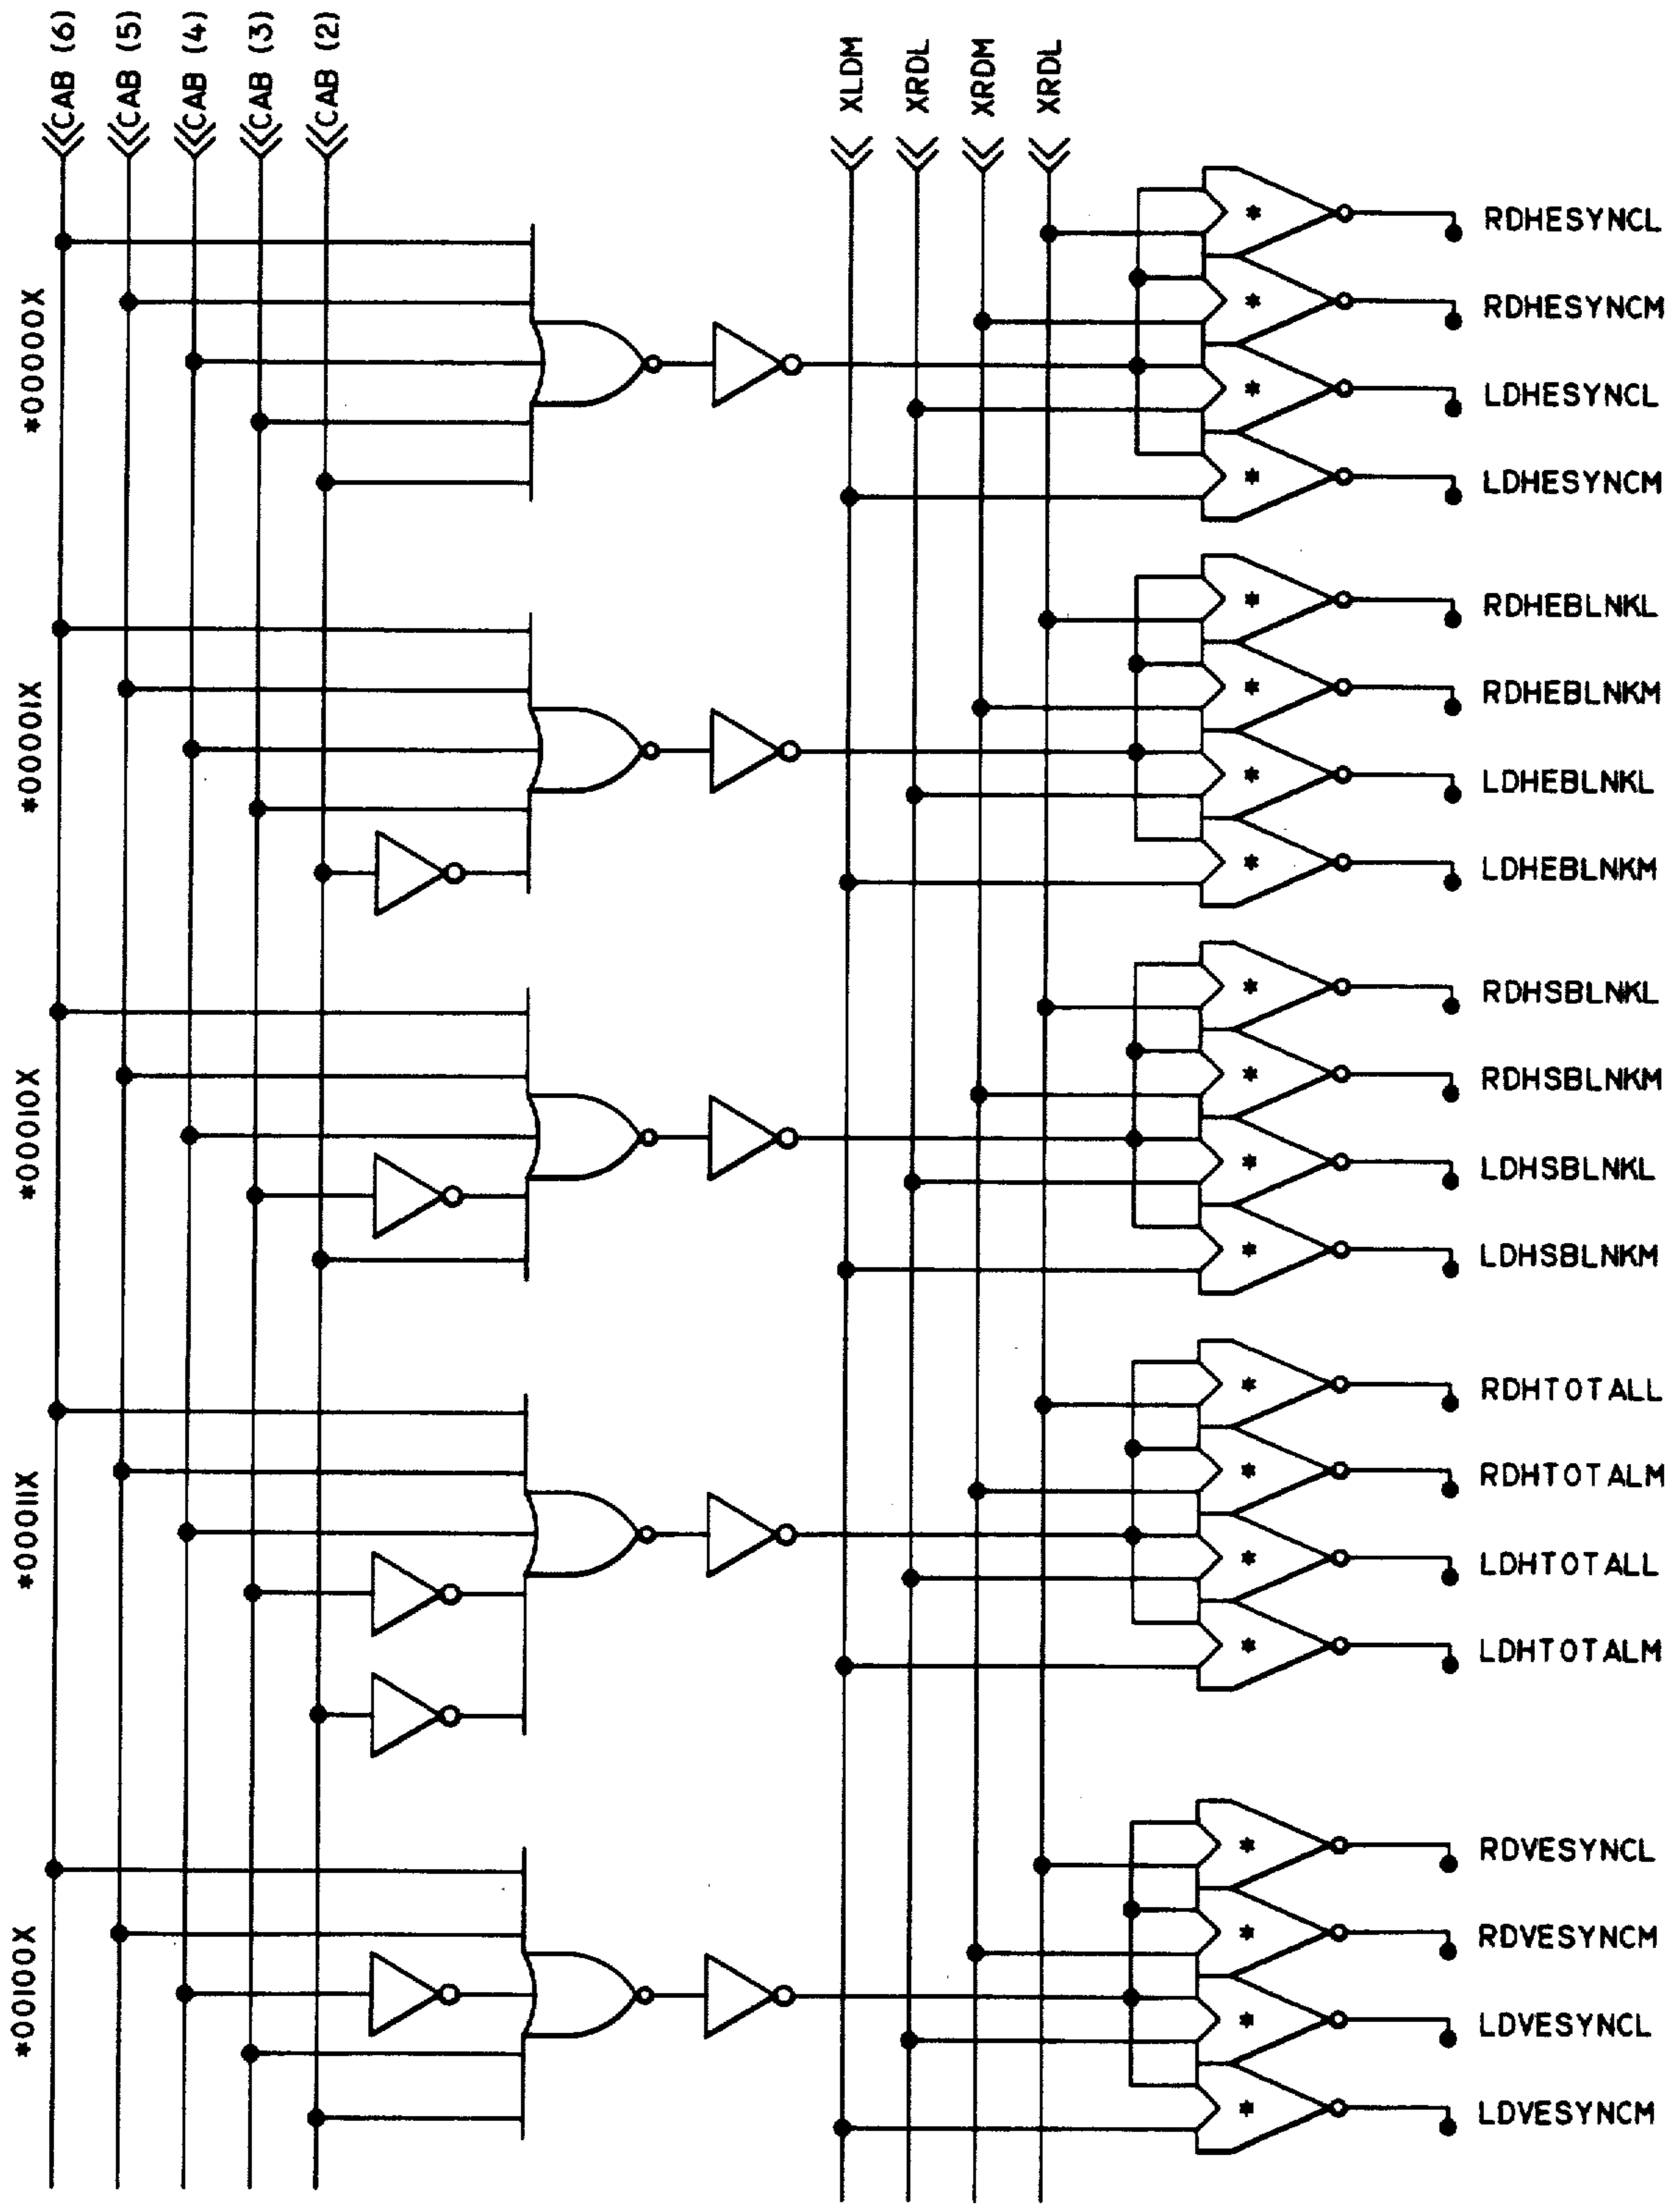 CAB (6)
CAB (5)
CAB (4)
CAB (3)
CAB (2)
XLDM
XRDL
XRDM
XRDL
*00000X
* RDHESYNCL
* RDHESYNCM
* LDHESYNCL
* LDHESYNCM
*00001X
* RDHEBLNKL
* RDHEBLNKM
* LDHEBLNKL
* LDHEBLNKM
*00010X
* RDHSBLNKL
* RDHSBLNKM
* LDHSBLNKL
* LDHSBLNKM
*00011X
* RDHTOTALL
* RDHTOTALM
* LDHTOTALL
* LDHTOTALM
*00100X
* RDVESYNCL
* RDVESYNCM
* LDVESYNCL
* LDVESYNCM